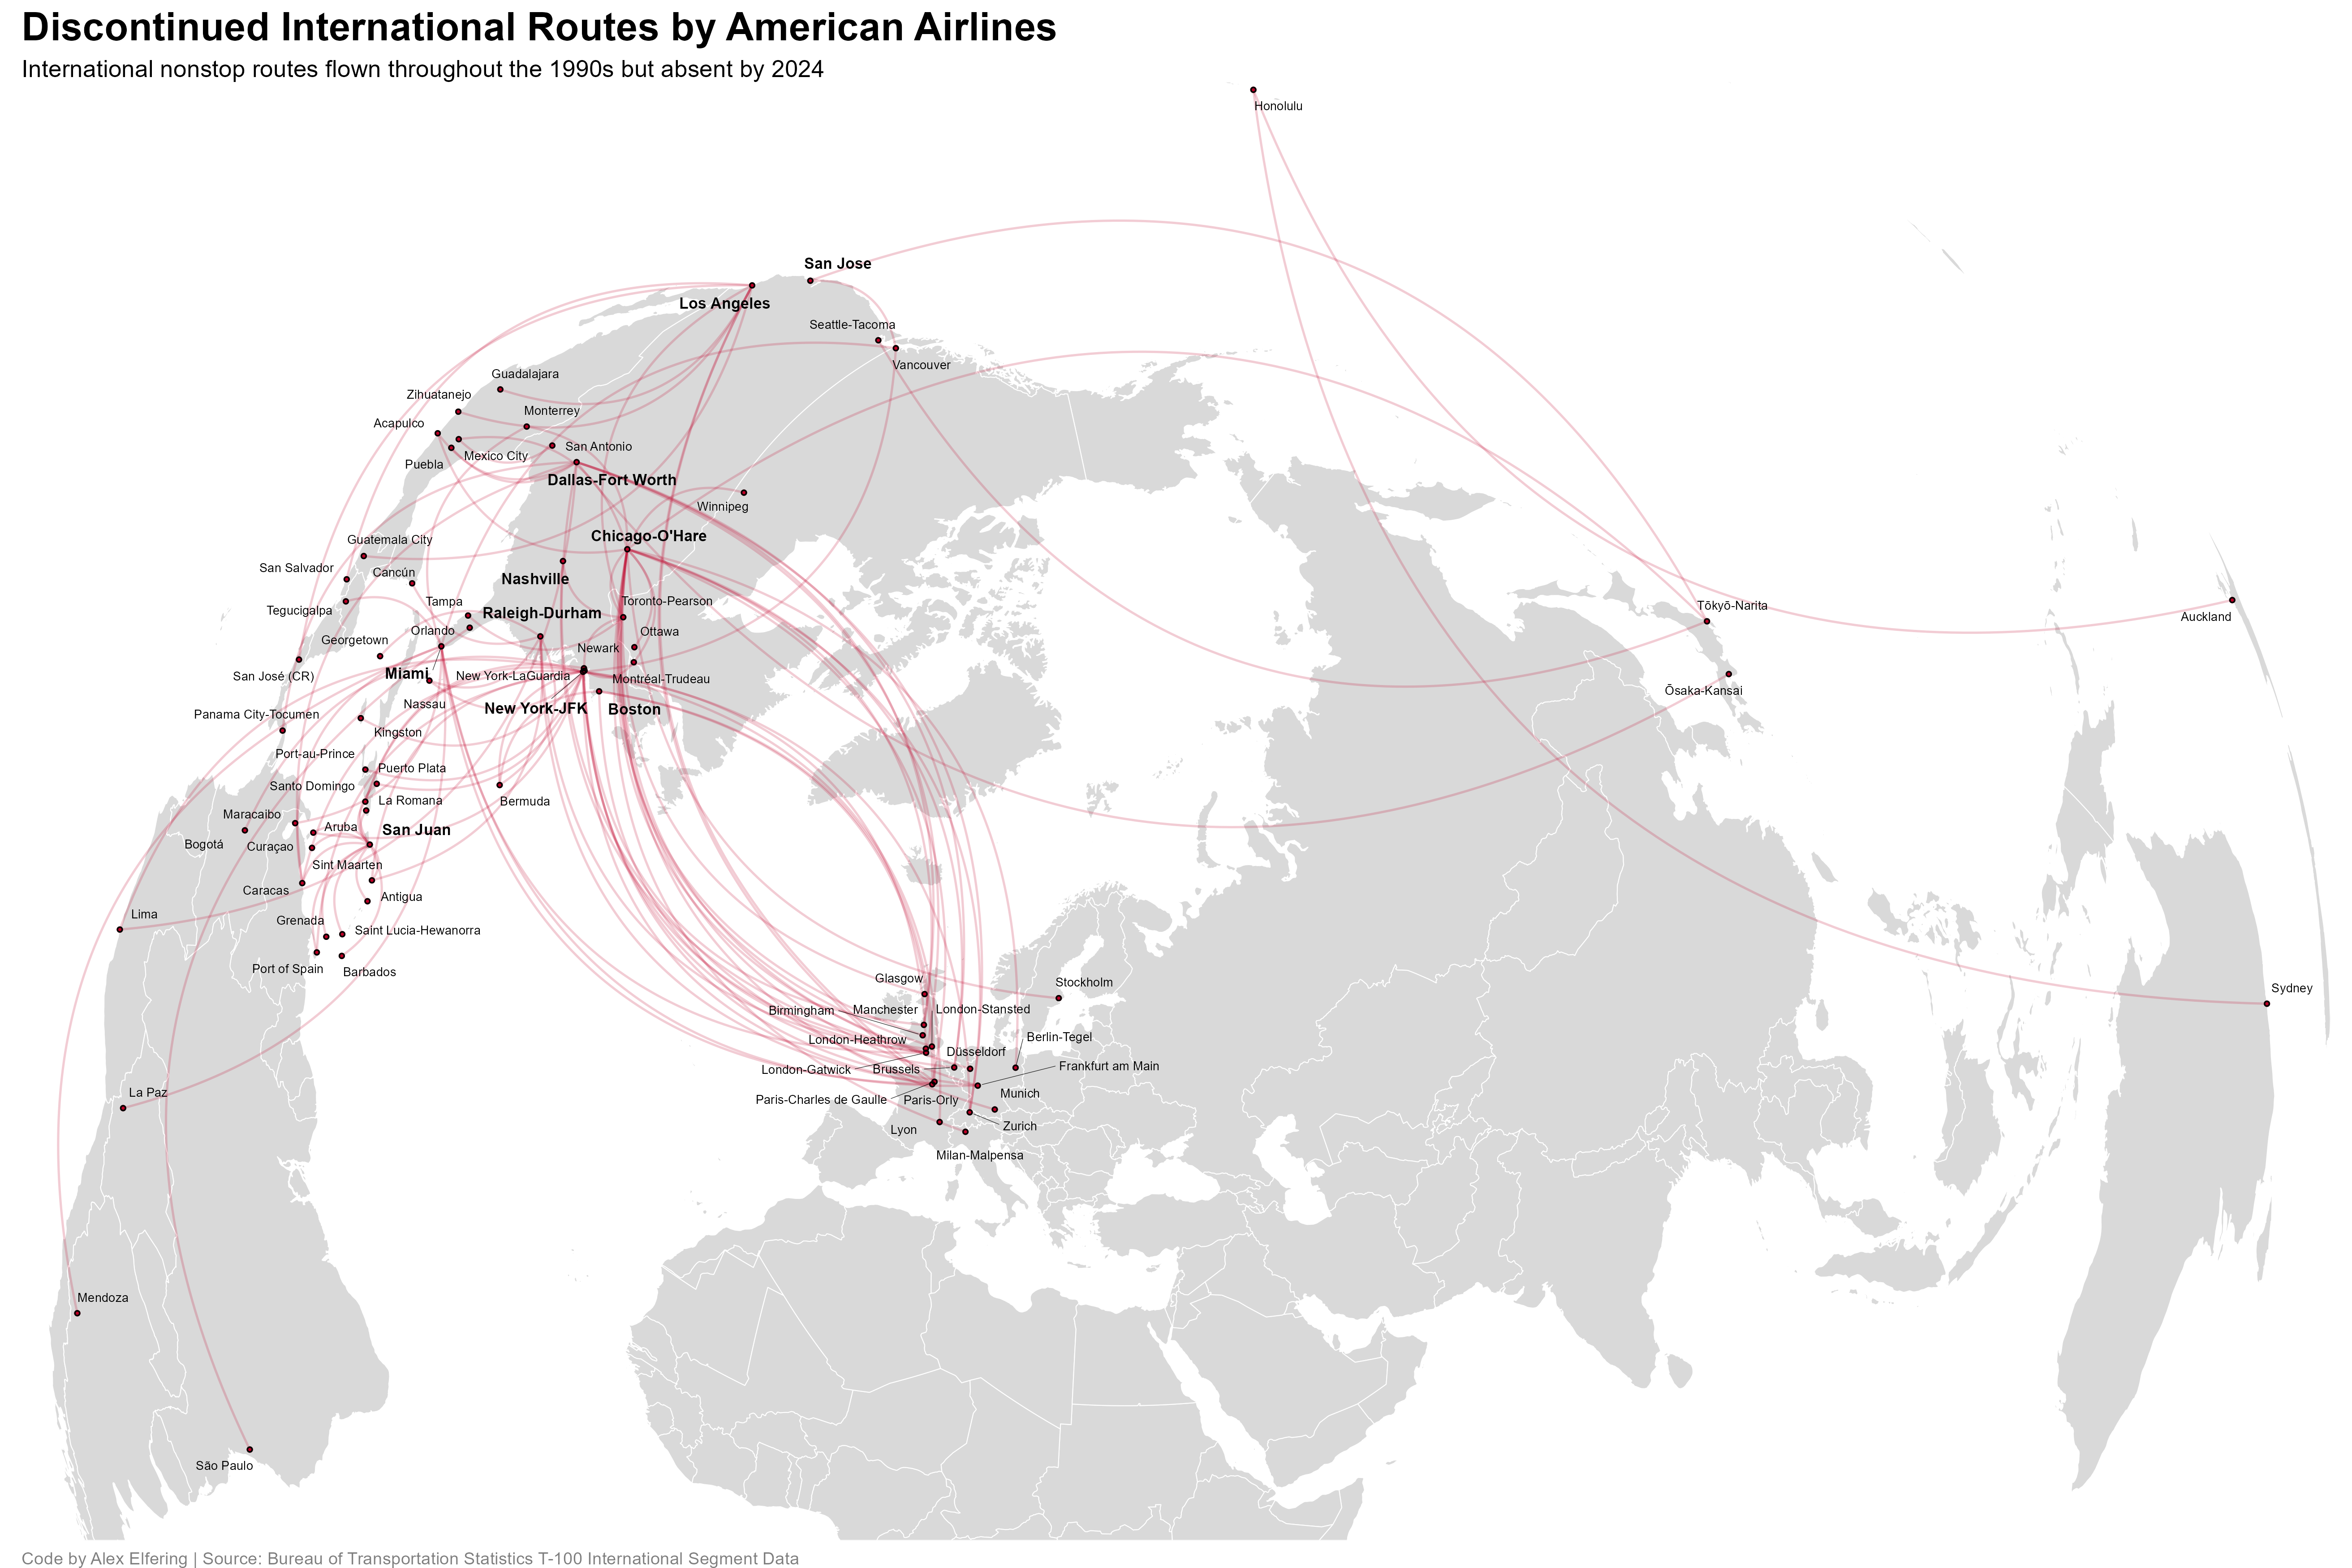 Discontinued International Routes by American Airlines
International nonstop routes flown throughout the 1990s but absent by 2024
Honolulu
San Jose
Los Angeles
Seattle-Tacoma
Vancouver
Guadalajara
Zihuatanejo
Monterrey
Acapulco
San Antonio
Mexico City
Puebla
Dallas-Fort Worth
Winnipeg
Chicago-O'Hare
Guatemala City
San Salvador
Cancún
Nashville
Tampa
Toronto-Pearson
Tegucigalpa
Raleigh-Durham
Tōkyō-Narita
Auckland
Orlando
Ottawa
Georgetown
Newark
Miami
San José (CR)
New York-LaGuardia
Montréal-Trudeau
Ōsaka-Kansai
Nassau
New York-JFK
Boston
Panama City-Tocumen
Kingston
Port-au-Prince
Puerto Plata
Santo Domingo
La Romana
Bermuda
Maracaibo
Aruba
San Juan
Bogotá
Curaçao
Sint Maarten
Caracas
Antigua
Lima
Grenada
Saint Lucia-Hewanorra
Port of Spain
Barbados
Glasgow
Stockholm
Sydney
Birmingham
Manchester
London-Stansted
London-Heathrow
Berlin-Tegel
Düsseldorf
London-Gatwick
Brussels
Frankfurt am Main
La Paz
Paris-Charles de Gaulle
Paris-Orly
Munich
Lyon
Zurich
Milan-Malpensa
Mendoza
São Paulo
Code by Alex Elfering | Source: Bureau of Transportation Statistics T-100 International Segment Data